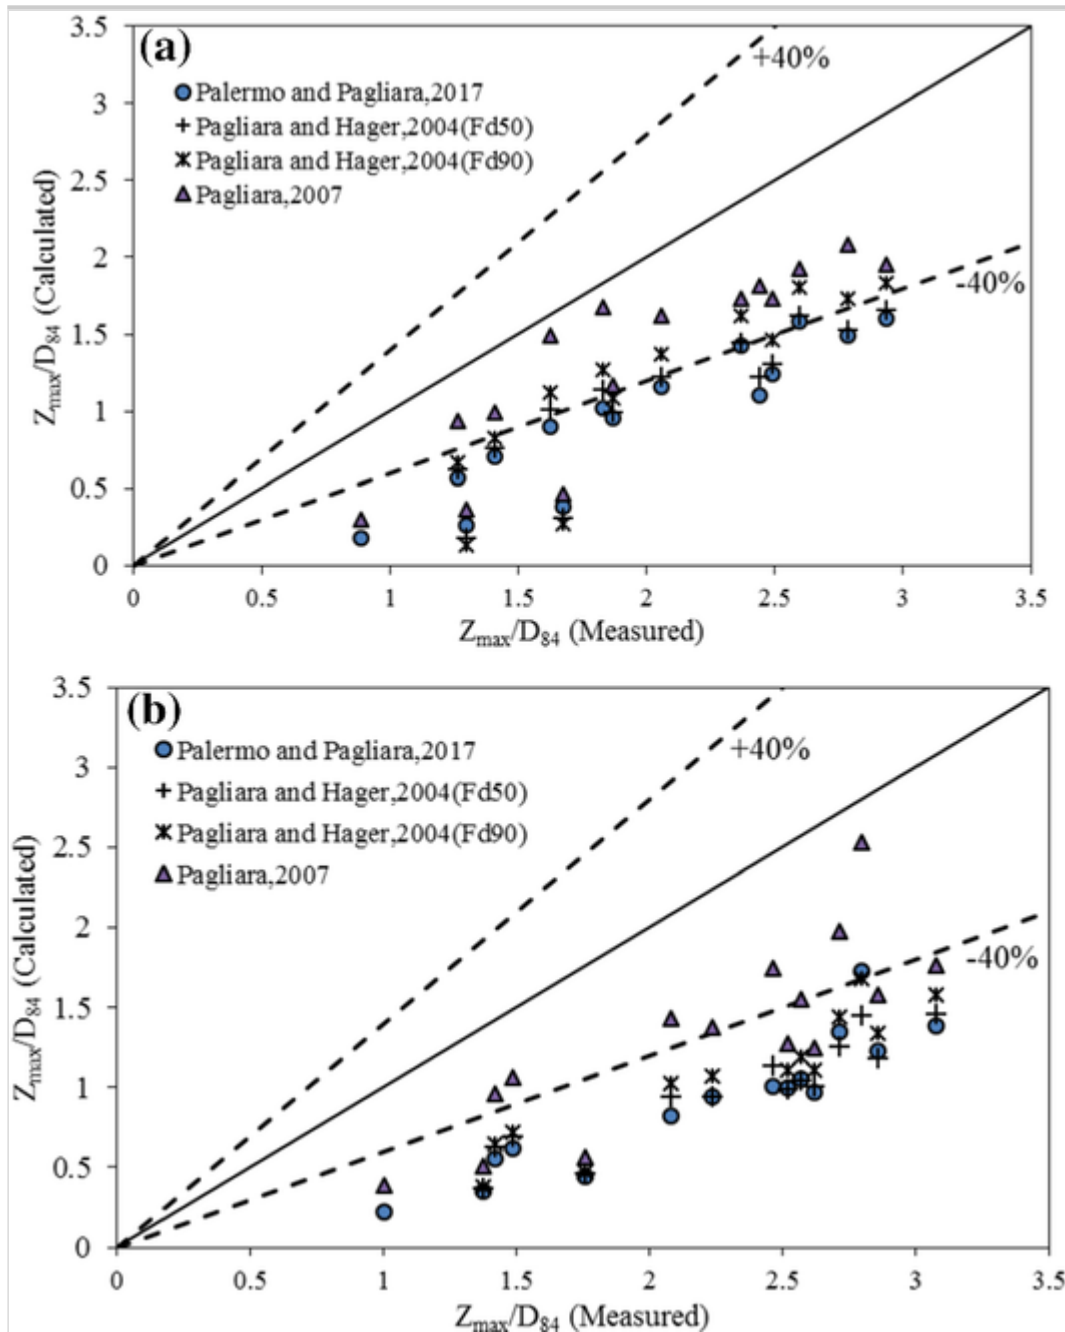 (a)
3.5
3
2.5
2
1.5
1
0.5
0
+40%
Palermo and Pagliara,2017
Pagliara and Hager,2004(Fd50)
Pagliara and Hager,2004(Fd90)
Pagliara,2007
-40%
Zmax/D84 (Calculated)
0 0.5 1 1.5 2 2.5 3 3.5
Zmax/D84 (Measured)
(b)
3.5
3
2.5
2
1.5
1
0.5
0
+40%
Palermo and Pagliara,2017
Pagliara and Hager,2004(Fd50)
Pagliara and Hager,2004(Fd90)
Pagliara,2007
-40%
Zmax/D84 (Calculated)
0 0.5 1 1.5 2 2.5 3 3.5
Zmax/D84 (Measured)